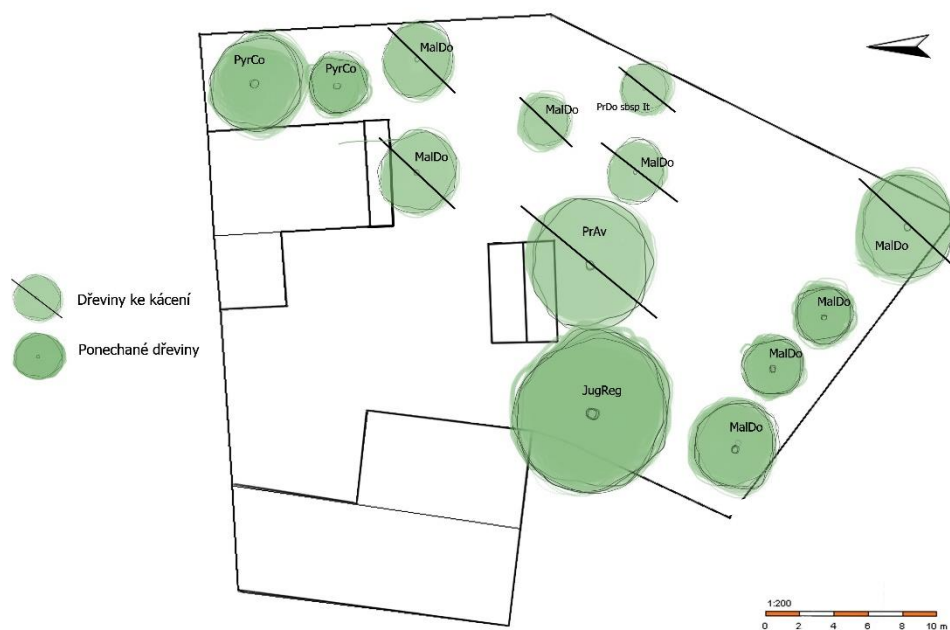 PyrCo
PyrCo
MalDo
MalDo
PrDo sbsp It
MalDo
MalDo
PrAv
MalDo
Dřeviny ke kácení
Ponechané dřeviny
MalDo
MalDo
JugReg
MalDo
1:200
0 2 4 6 8 10 m